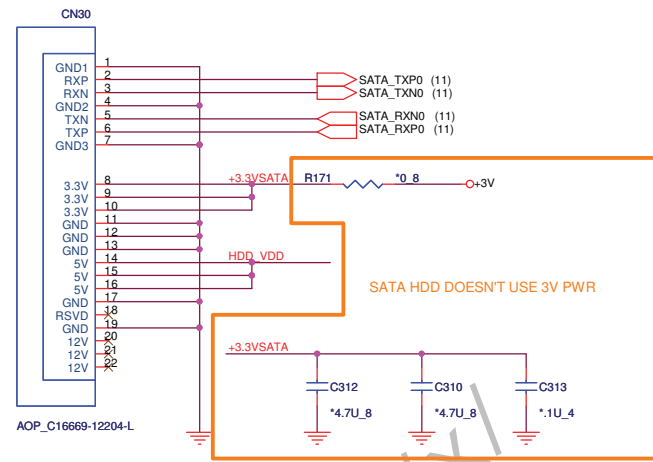 CN30
GND1 1
RXP 2
RXN 3
GND2 4
TXN 5
TXP 6
GND3 7
SATA_TXP0 (11)
SATA_TXN0 (11)
SATA_RXN0 (11)
SATA_RXP0 (11)
3.3V 8
3.3V 9
3.3V 10
GND 11
GND 12
GND 13
5V 14
5V 15
5V 16
GND 17
RSVD 18
GND 19
12V 20
12V 21
12V 22
+3.3VSATA
R171
*0_8
+3V
HDD_VDD
SATA HDD DOESN'T USE 3V PWR
+3.3VSATA
C312
*4.7U_8
C310
*4.7U_8
C313
*.1U_4
AOP_C16669-12204-L